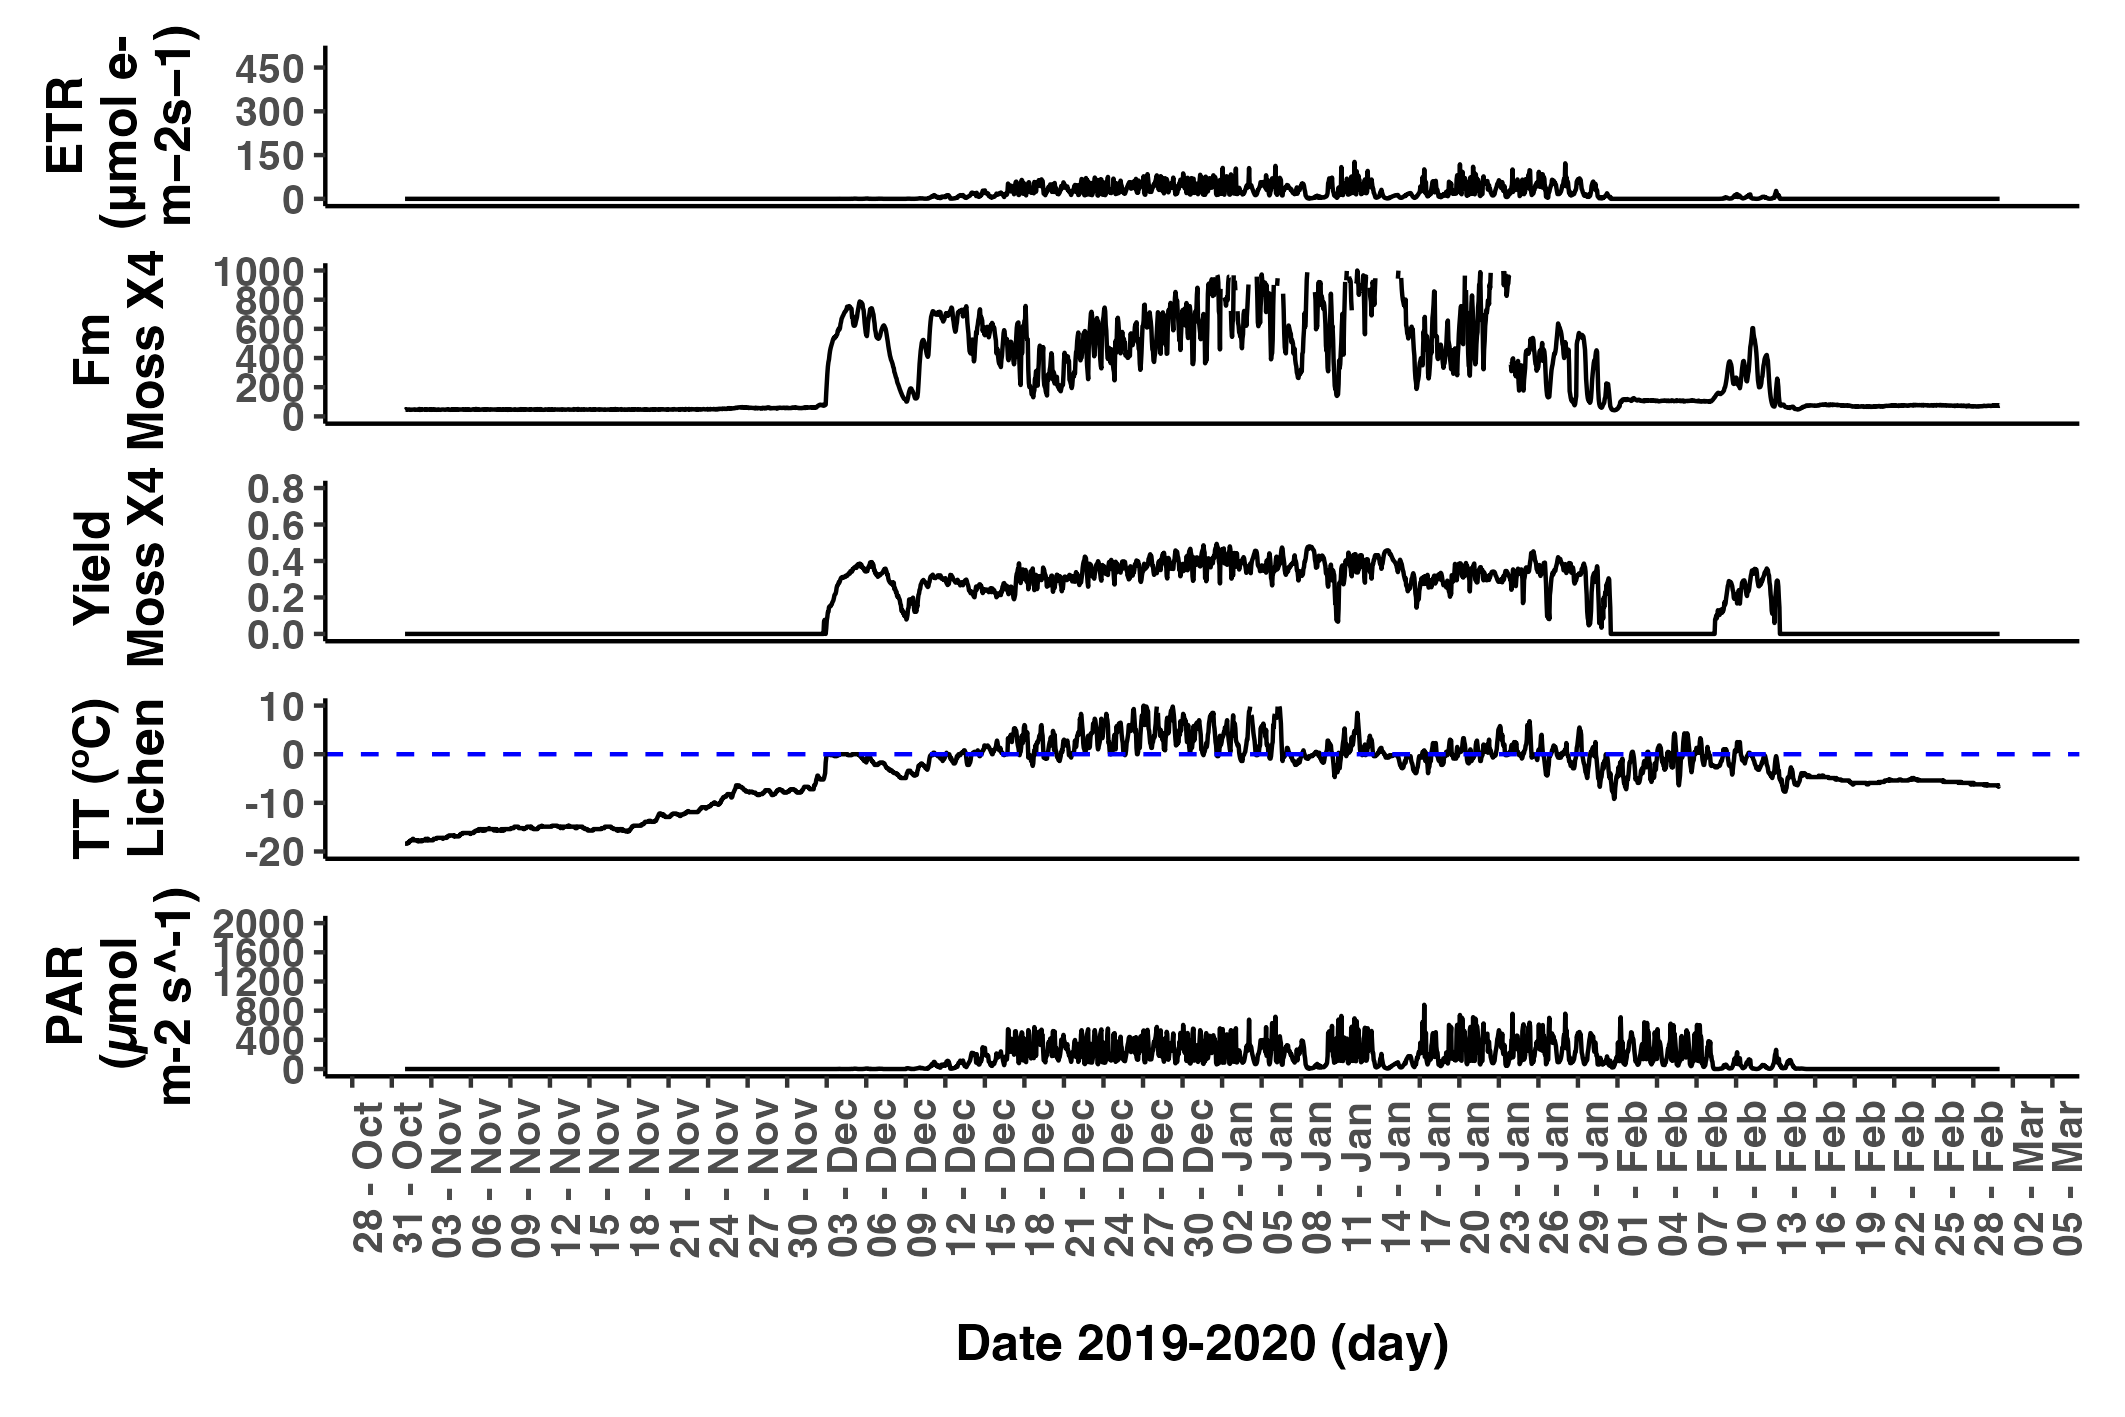 ETR
(µmol e-
m−2s−1)
450
300
150
0
Fm
Moss X4
1000
800
600
400
200
0
Yield
Moss X4
0.8
0.6
0.4
0.2
0.0
TT (ºC)
Lichen
10
0
-10
-20
PAR
(µmol
m-2 s^-1)
2000
1600
1200
800
400
0
28 - Oct
31 - Oct
03 - Nov
06 - Nov
09 - Nov
12 - Nov
15 - Nov
18 - Nov
21 - Nov
24 - Nov
27 - Nov
30 - Nov
03 - Dec
06 - Dec
09 - Dec
12 - Dec
15 - Dec
18 - Dec
21 - Dec
24 - Dec
27 - Dec
30 - Dec
02 - Jan
05 - Jan
08 - Jan
11 - Jan
14 - Jan
17 - Jan
20 - Jan
23 - Jan
26 - Jan
29 - Jan
01 - Feb
04 - Feb
07 - Feb
10 - Feb
13 - Feb
16 - Feb
19 - Feb
22 - Feb
25 - Feb
28 - Feb
02 - Mar
05 - Mar
Date 2019-2020 (day)